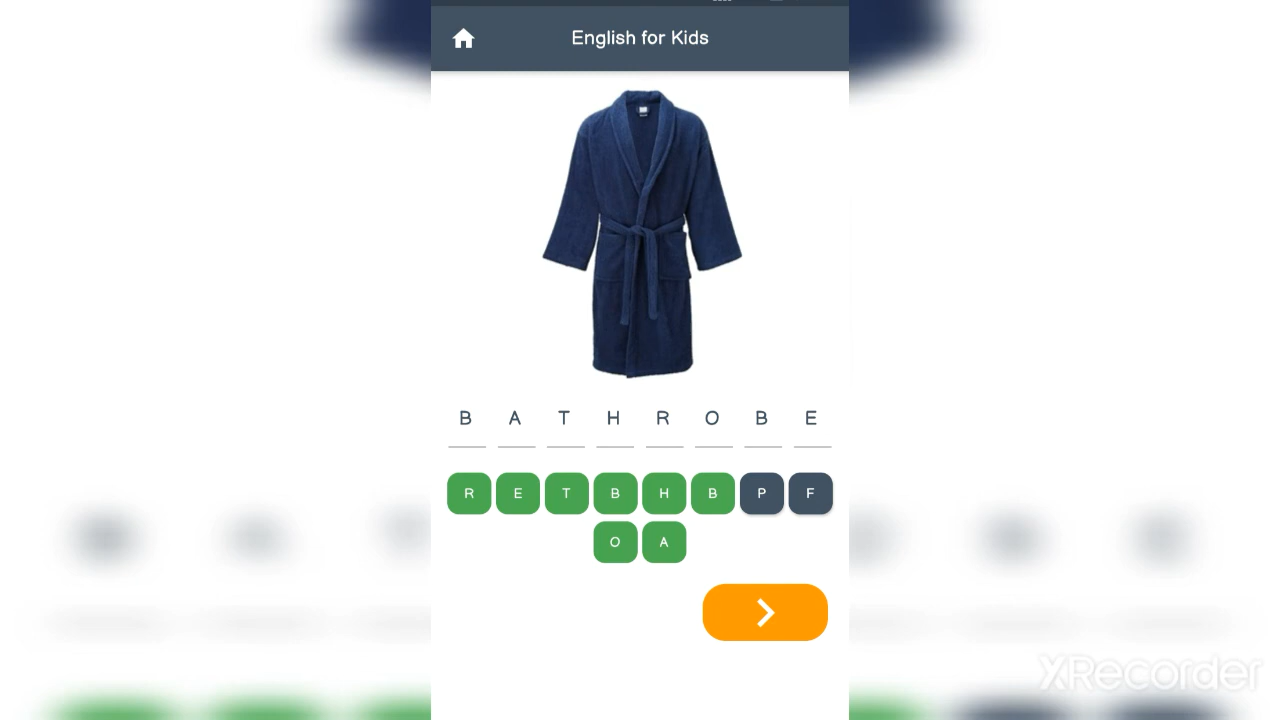 English for Kids
B A T H R O B E
R E T B H B P F
O A
XRecorder